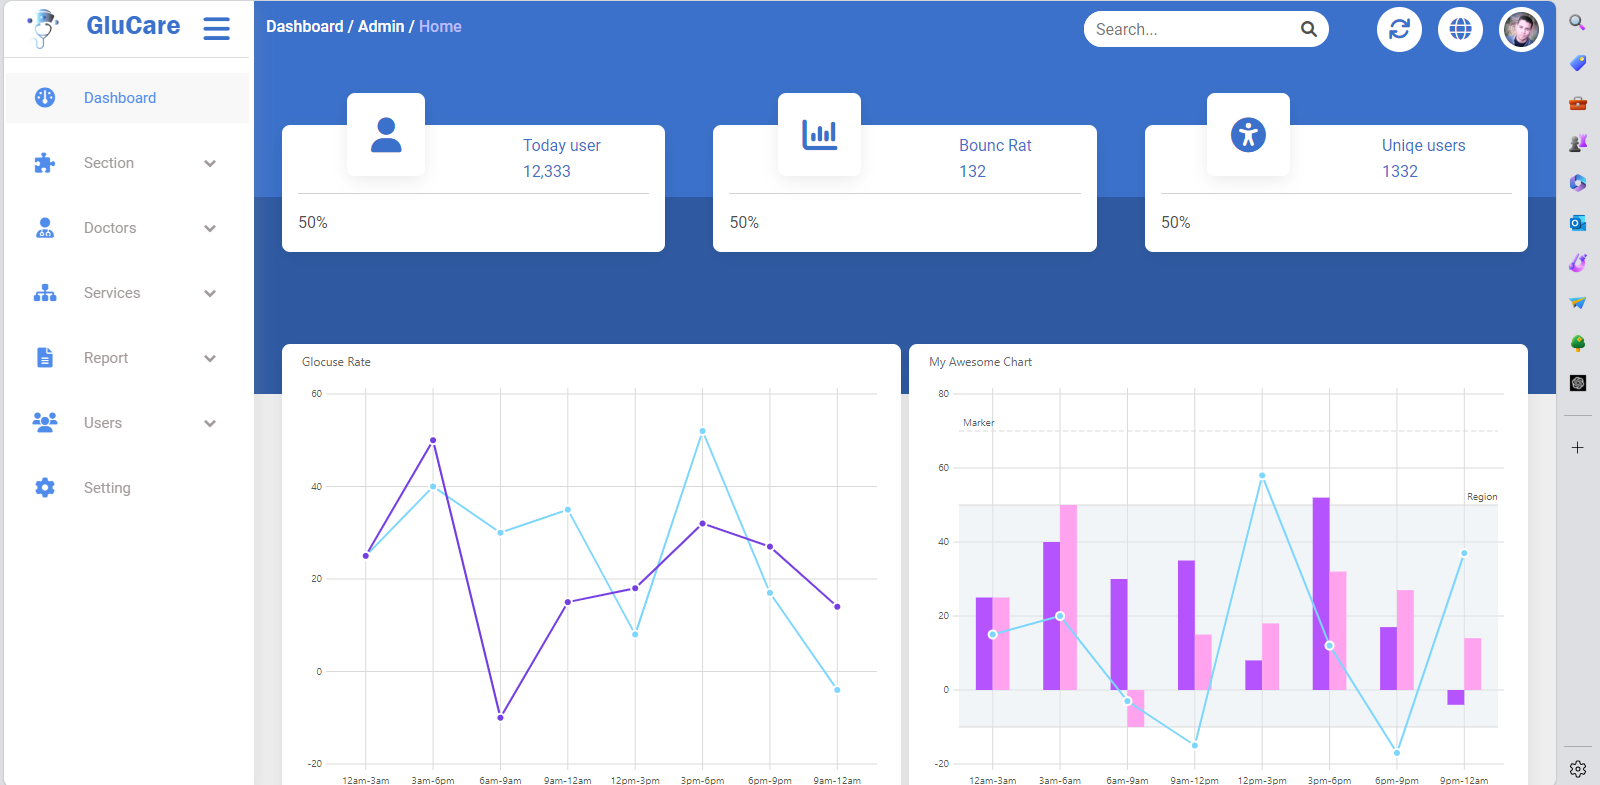 GluCare
Dashboard / Admin / Home
Search...
Dashboard
Section
Doctors
Services
Report
Users
Setting
Today user
12,333
50%
Bounc Rat
132
50%
Uniqe users
1332
50%
Glocuse Rate
60
40
20
0
-20
12am-3am 3am-6pm 6am-9am 9am-12am 12pm-3pm 3pm-6pm 6pm-9pm 9am-12am
My Awesome Chart
80
Marker
60
Region
40
20
0
-20
12am-3am 3am-6am 6am-9am 9am-12pm 12pm-3pm 3pm-6pm 6pm-9pm 9pm-12am